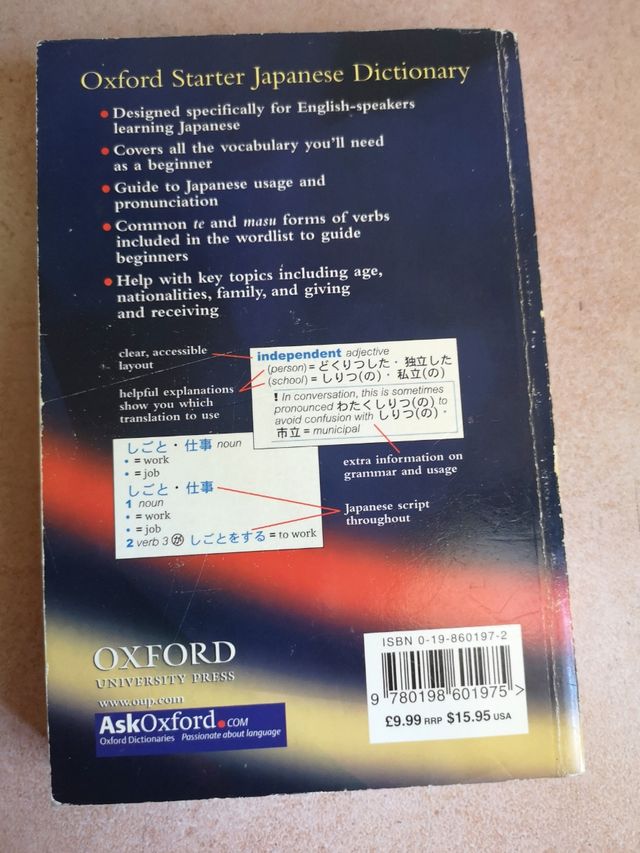 Oxford Starter Japanese Dictionary
• Designed specifically for English-speakers
learning Japanese
• Covers all the vocabulary you'll need
as a beginner
• Guide to Japanese usage and
pronunciation
• Common te and masu forms of verbs
included in the wordlist to guide
beginners
• Help with key topics including age,
nationalities, family, and giving
and receiving
clear, accessible
layout
helpful explanations
show you which
translation to use
independent adjective
(person) = どくりつした・独立した
(school) = しりつ(の)・私立(の)
! In conversation, this is sometimes
pronounced わたくしりつ(の) to
avoid confusion with しりつ(の)・
市立 = municipal
extra information on
grammar and usage
しごと・仕事 noun
• = work
• = job
しごと・仕事
1 noun
• = work
• = job
2 verb 3 が しごとをする = to work
Japanese script
throughout
OXFORD
UNIVERSITY PRESS
www.oup.com
AskOxford.COM
Oxford Dictionaries Passionate about language
ISBN 0-19-860197-2
9 780198 601975 >
£9.99 RRP $15.95 USA